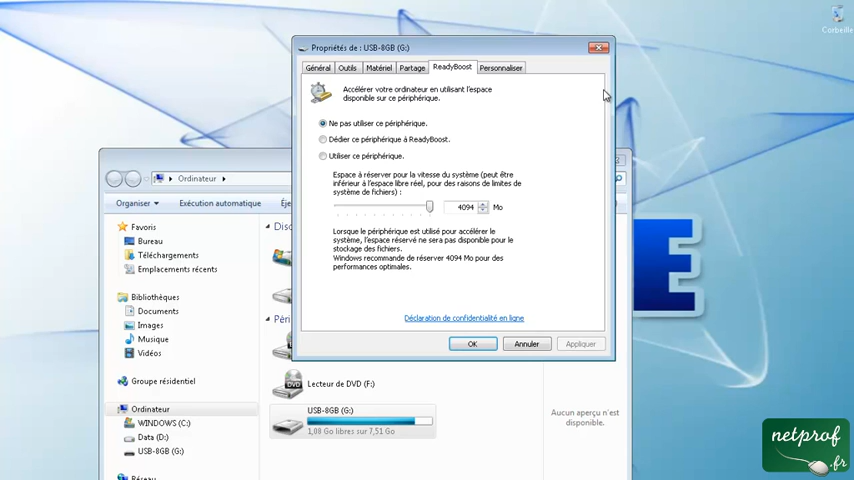 Corbeille
Propriétés de : USB-8GB (G:)
Général
Outils
Matériel
Partage
ReadyBoost
Personnaliser
Accélérer votre ordinateur en utilisant l'espace
disponible sur ce périphérique.
Ne pas utiliser ce périphérique.
Dédier ce périphérique à ReadyBoost.
Utiliser ce périphérique.
Espace à réserver pour la vitesse du système (peut être
inférieur à l'espace libre réel, pour des raisons de limites de
système de fichiers) :
4094 Mo
Lorsque le périphérique est utilisé pour accélérer le
système, l'espace réservé ne sera pas disponible pour le
stockage des fichiers.
Windows recommande de réserver 4094 Mo pour des
performances optimales.
Déclaration de confidentialité en ligne
OK
Annuler
Appliquer
Ordinateur
Organiser
Exécution automatique
Favoris
Bureau
Téléchargements
Emplacements récents
Bibliothèques
Documents
Images
Musique
Vidéos
Groupe résidentiel
Ordinateur
WINDOWS (C:)
Data (D:)
USB-8GB (G:)
Réseau
Lecteur de DVD (F:)
DVD
USB-8GB (G:)
1,08 Go libres sur 7,51 Go
Aucun aperçu n'est
disponible.
E
netprof
.fr